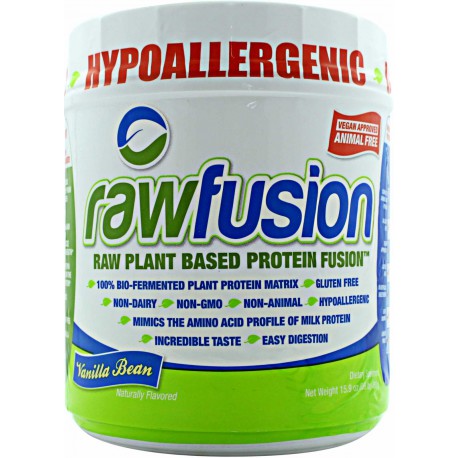 HYPOALLERGENIC
VEGAN APPROVED
ANIMAL FREE
rawfusion
RAW PLANT BASED PROTEIN FUSION™
100% BIO-FERMENTED PLANT PROTEIN MATRIX GLUTEN FREE
NON-DAIRY NON-GMO NON-ANIMAL HYPOALLERGENIC
MIMICS THE AMINO ACID PROFILE OF MILK PROTEIN
INCREDIBLE TASTE EASY DIGESTION
Vanilla Bean
Naturally Flavored
Dietary
Net Weight 15.